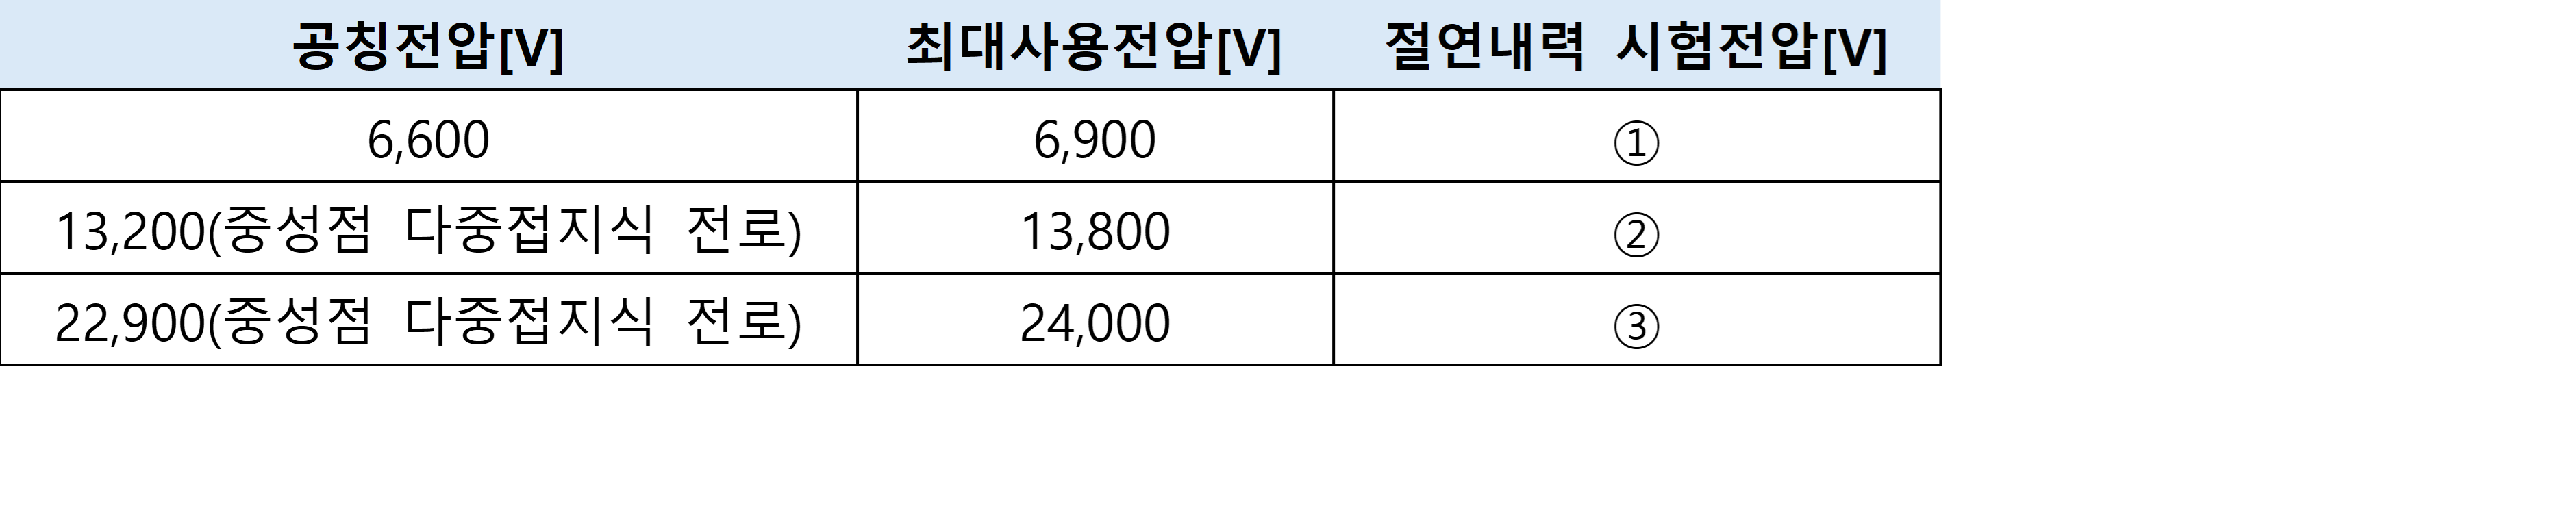 공칭전압[V] 최대사용전압[V] 절연내력 시험전압[V]
6,600 6,900 ①
13,200(중성점 다중접지식 전로) 13,800 ②
22,900(중성점 다중접지식 전로) 24,000 ③